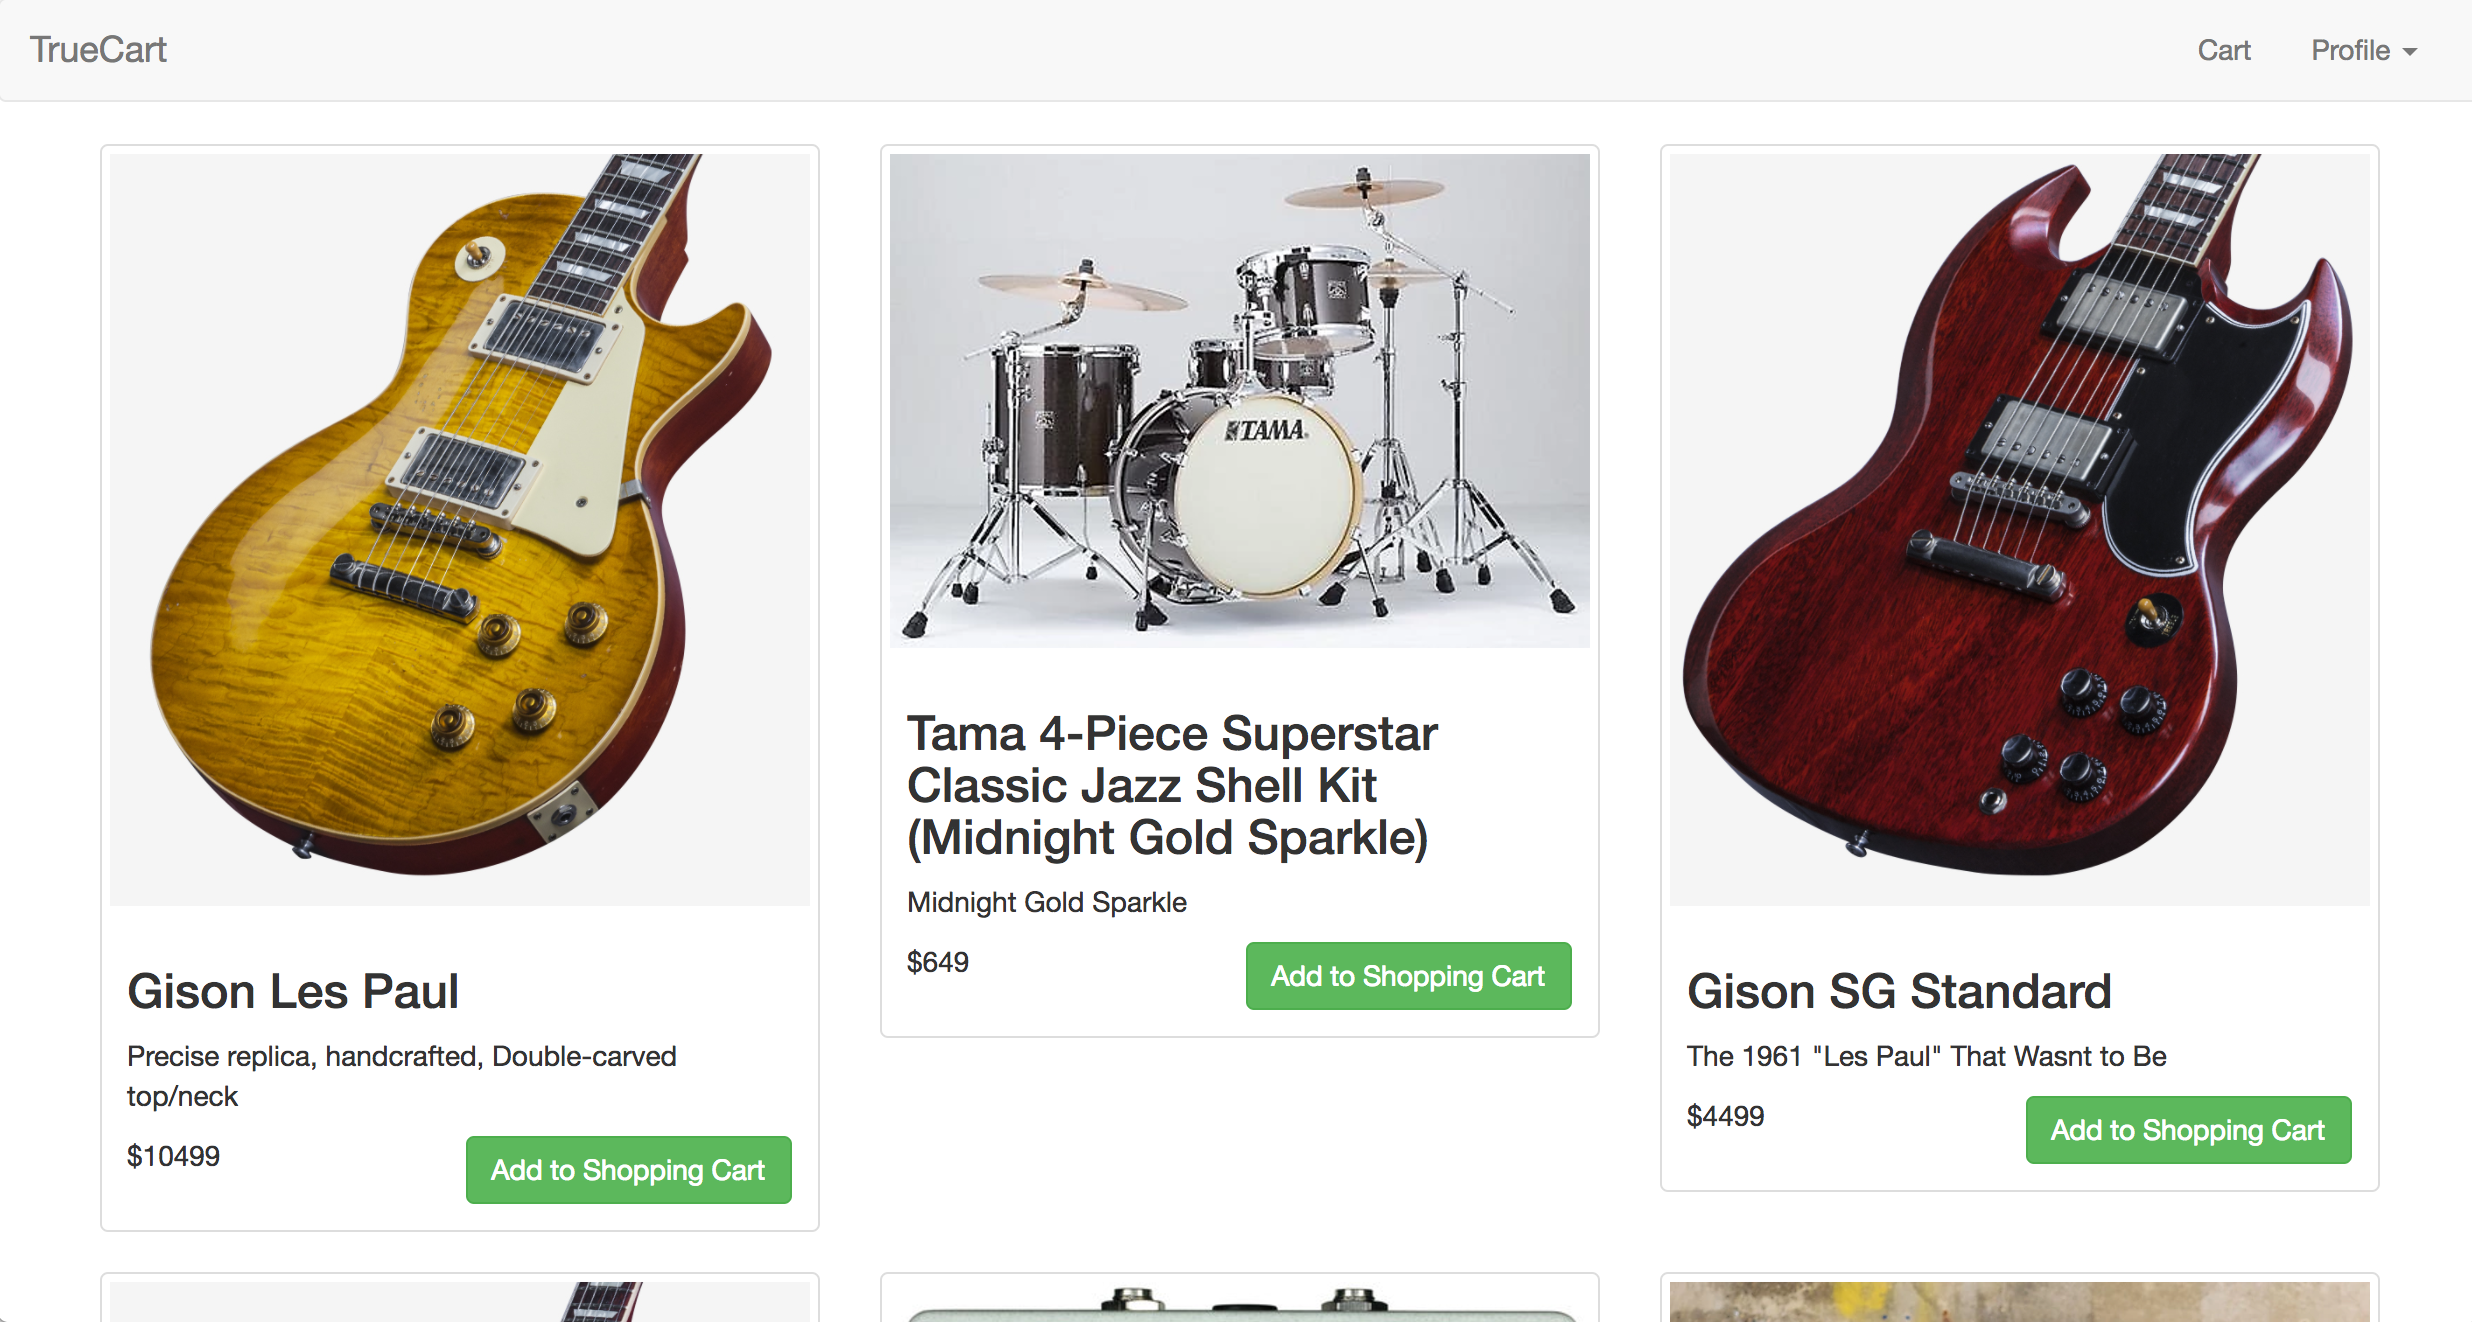 TrueCart
Cart
Profile
TAMA
Gison Les Paul
Precise replica, handcrafted, Double-carved
top/neck
$10499
Add to Shopping Cart
Tama 4-Piece Superstar
Classic Jazz Shell Kit
(Midnight Gold Sparkle)
Midnight Gold Sparkle
$649
Add to Shopping Cart
Gison SG Standard
The 1961 "Les Paul" That Wasnt to Be
$4499
Add to Shopping Cart